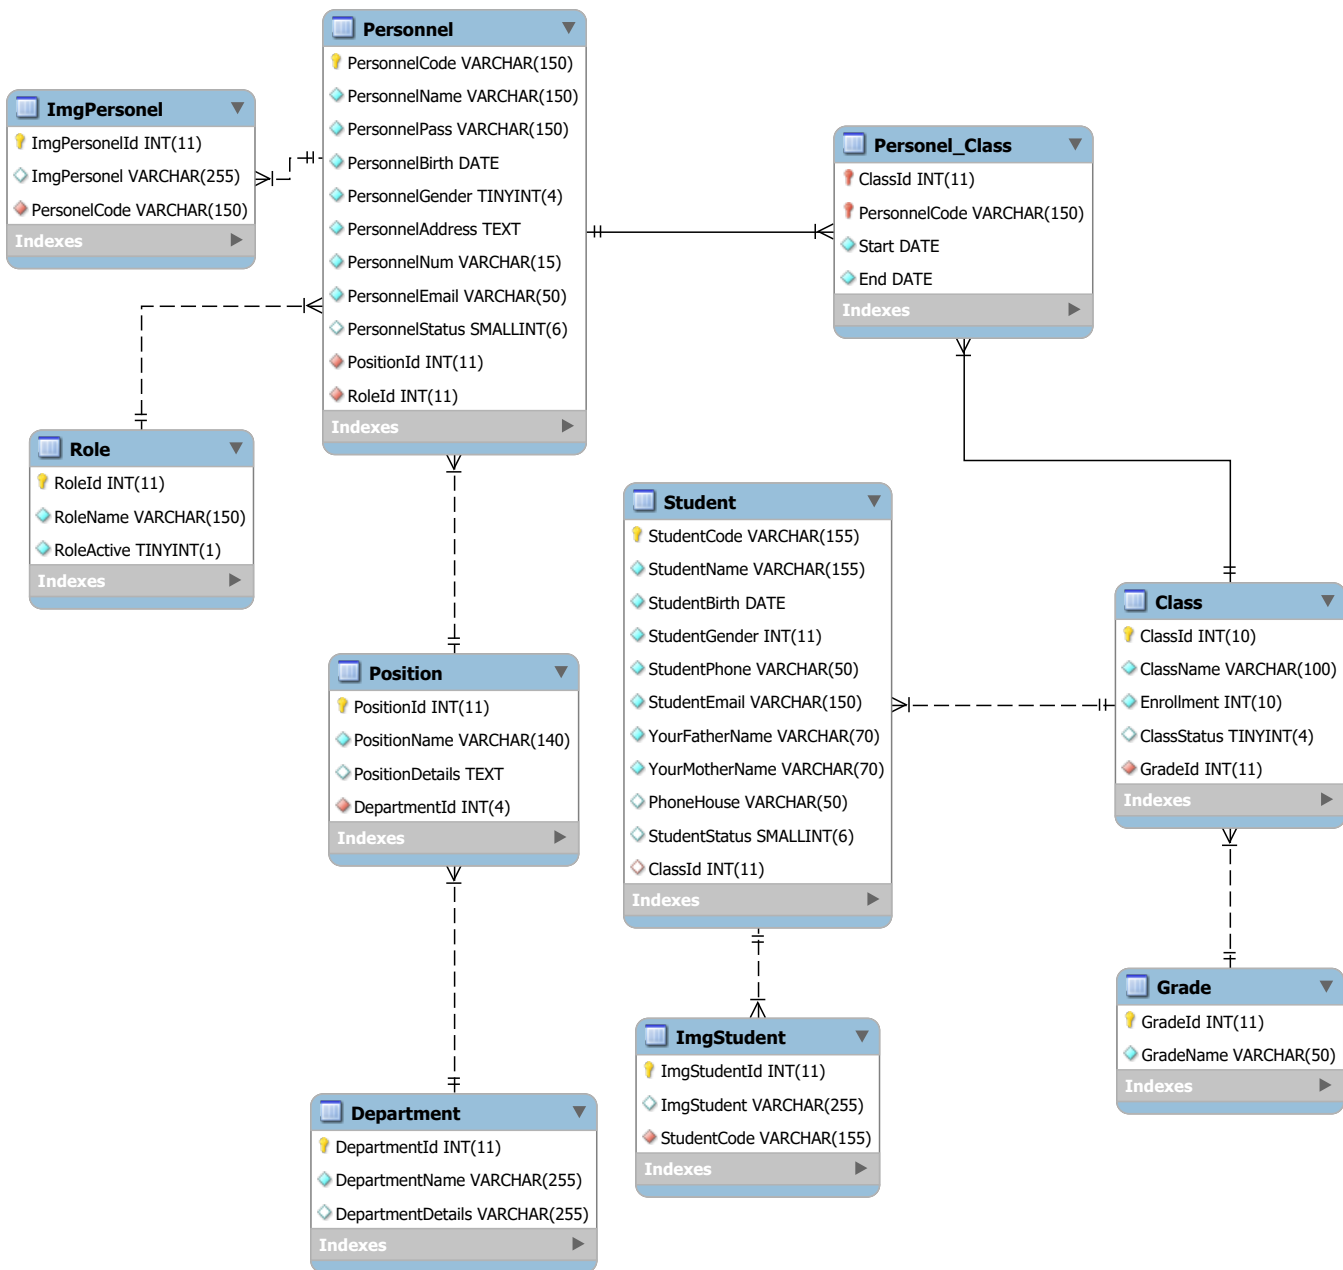 Personnel
PersonnelCode VARCHAR(150)
PersonnelName VARCHAR(150)
PersonnelPass VARCHAR(150)
PersonnelBirth DATE
PersonnelGender TINYINT(4)
PersonnelAddress TEXT
PersonnelNum VARCHAR(15)
PersonnelEmail VARCHAR(50)
PersonnelStatus SMALLINT(6)
PositionId INT(11)
RoleId INT(11)
Indexes
ImgPersonel
ImgPersonelId INT(11)
ImgPersonel VARCHAR(255)
PersonelCode VARCHAR(150)
Indexes
Personel_Class
ClassId INT(11)
PersonnelCode VARCHAR(150)
Start DATE
End DATE
Indexes
Role
RoleId INT(11)
RoleName VARCHAR(150)
RoleActive TINYINT(1)
Indexes
Student
StudentCode VARCHAR(155)
StudentName VARCHAR(155)
StudentBirth DATE
StudentGender INT(11)
StudentPhone VARCHAR(50)
StudentEmail VARCHAR(150)
YourFatherName VARCHAR(70)
YourMotherName VARCHAR(70)
PhoneHouse VARCHAR(50)
StudentStatus SMALLINT(6)
ClassId INT(11)
Indexes
Class
ClassId INT(10)
ClassName VARCHAR(100)
Enrollment INT(10)
ClassStatus TINYINT(4)
GradeId INT(11)
Indexes
Position
PositionId INT(11)
PositionName VARCHAR(140)
PositionDetails TEXT
DepartmentId INT(4)
Indexes
Grade
GradeId INT(11)
GradeName VARCHAR(50)
Indexes
ImgStudent
ImgStudentId INT(11)
ImgStudent VARCHAR(255)
StudentCode VARCHAR(155)
Indexes
Department
DepartmentId INT(11)
DepartmentName VARCHAR(255)
DepartmentDetails VARCHAR(255)
Indexes